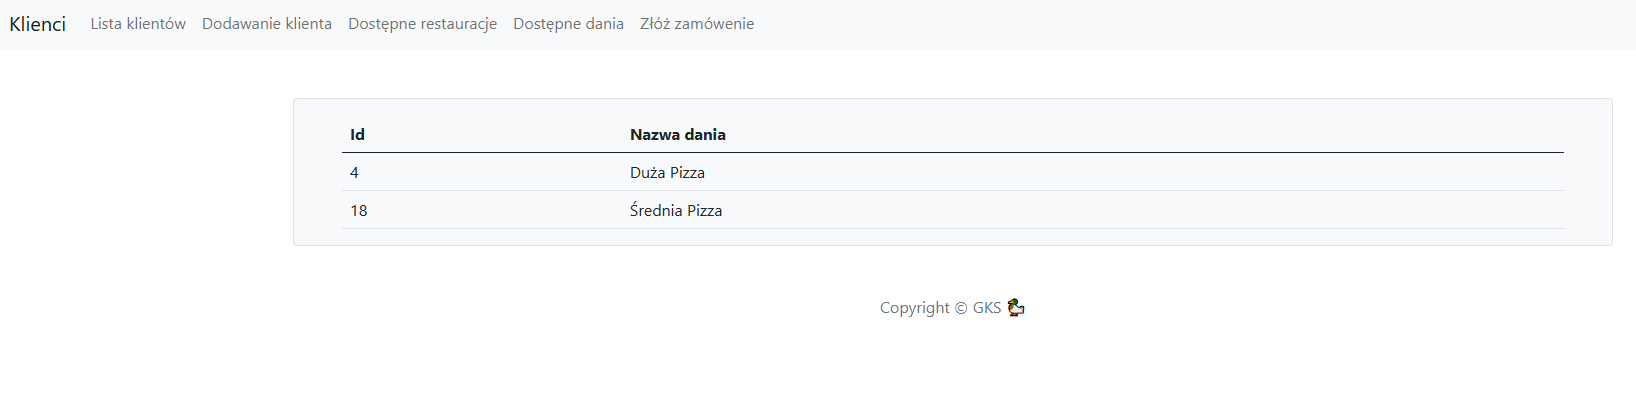 Klienci Lista klientów Dodawanie klienta Dostępne restauracje Dostępne dania Złóż zamówenie
Id Nazwa dania
4 Duża Pizza
18 Średnia Pizza
Copyright © GKS